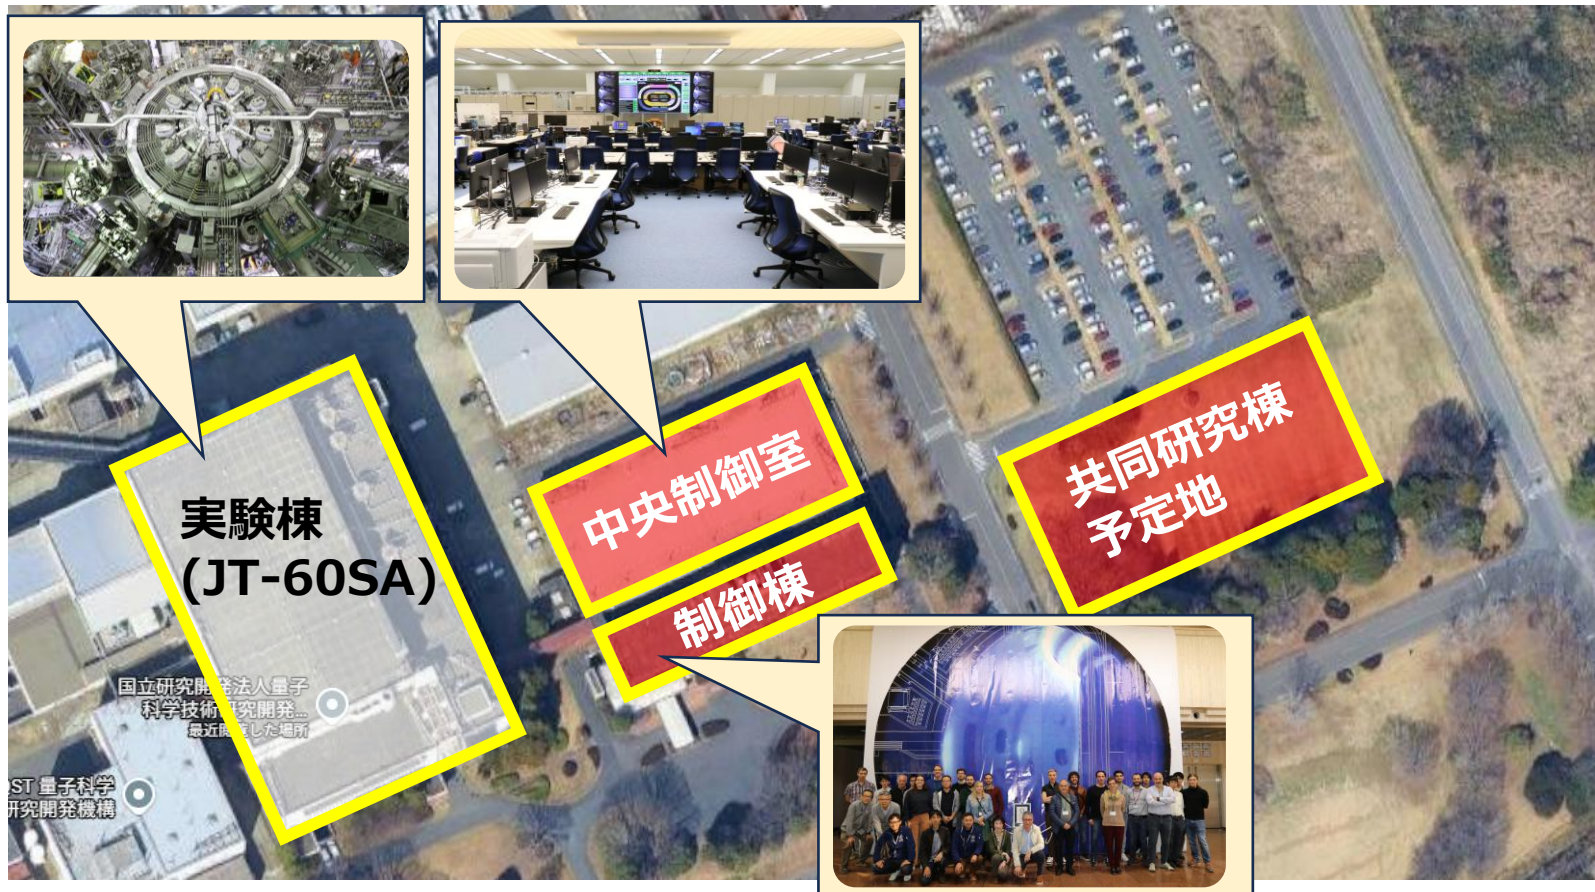 実験棟
(JT-60SA)
中央制御室
制御棟
共同研究棟
予定地
国立研究開発法人量子
科学技術研究開発...
最近閲覧した場所
QST 量子科学
研究開発機構